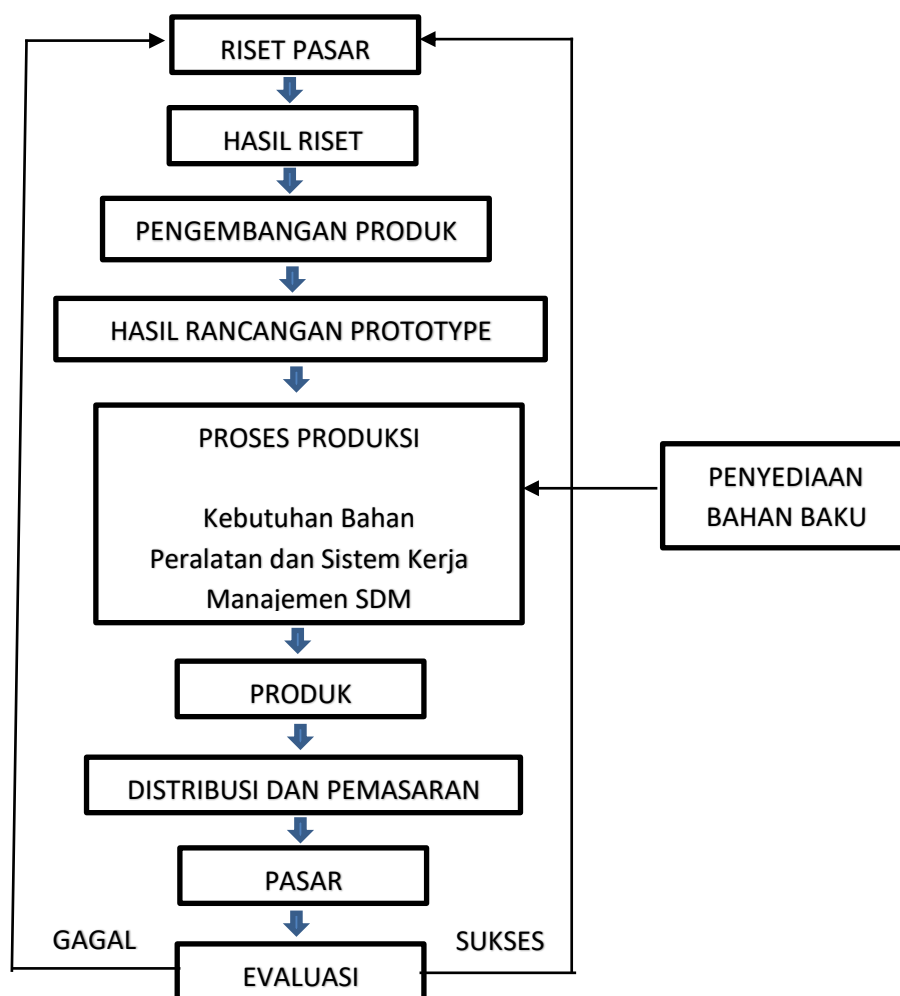 RISET PASAR
HASIL RISET
PENGEMBANGAN PRODUK
HASIL RANCANGAN PROTOTYPE
PROSES PRODUKSI
Kebutuhan Bahan
Peralatan dan Sistem Kerja
Manajemen SDM
PENYEDIAAN
BAHAN BAKU
PRODUK
DISTRIBUSI DAN PEMASARAN
PASAR
GAGAL
SUKSES
EVALUASI